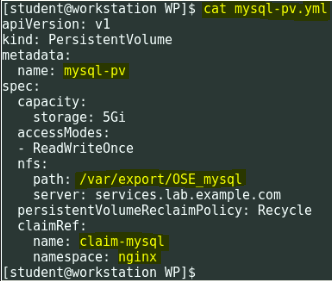 [student@workstation WP]$ cat mysql-pv.yml
apiVersion: v1
kind: PersistentVolume
metadata:
  name: mysql-pv
spec:
  capacity:
    storage: 5Gi
  accessModes:
  - ReadWriteOnce
  nfs:
    path: /var/export/OSE_mysql
    server: services.lab.example.com
  persistentVolumeReclaimPolicy: Recycle
  claimRef:
    name: claim-mysql
    namespace: nginx
[student@workstation WP]$